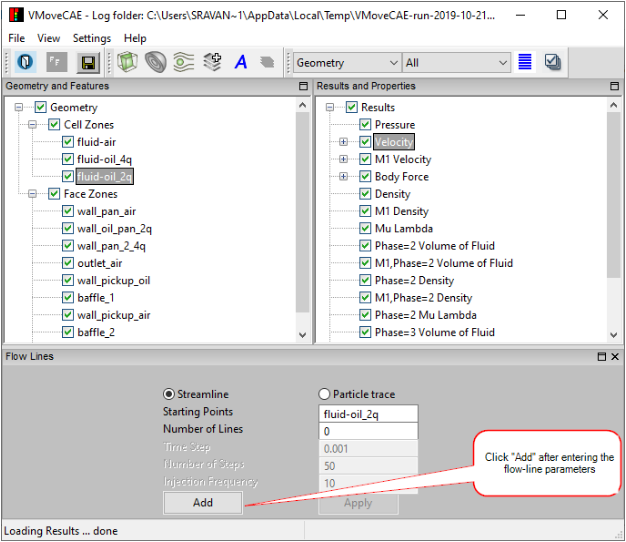 VMoveCAE - Log folder: C:\Users\SRAVAN~1\AppData\Local\Temp\VMoveCAE-run-2019-10-21...
File View Settings Help
A Geometry All
Geometry and Features
Results and Properties
Geometry
Cell Zones
fluid-air
fluid-oil_4q
fluid-oil_2q
Face Zones
wall_pan_air
wall_oil_pan_2q
wall_pan_2_4q
outlet_air
wall_pickup_oil
baffle_1
wall_pickup_air
baffle_2
Results
Pressure
Velocity
M1 Velocity
Body Force
Density
M1 Density
Mu Lambda
Phase=2 Volume of Fluid
M1,Phase=2 Volume of Fluid
Phase=2 Density
M1,Phase=2 Density
Phase=2 Mu Lambda
Phase=3 Volume of Fluid
Flow Lines
Streamline Particle trace
Starting Points fluid-oil_2q
Number of Lines 0
Time Step 0.001
Number of Steps 50
Injection Frequency 10
Add Apply
Click "Add" after entering the
flow-line parameters
Loading Results ... done